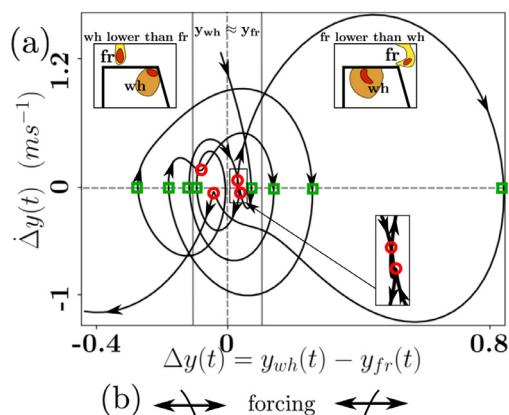 (a)
wh lower than fr
y_wh ≈ y_fr
fr lower than wh
fr
wh
fr
wh
1.2
0
-1
Δẏ(t) (ms⁻¹)
-0.4
0
0.8
Δy(t) = y_wh(t) − y_fr(t)
(b)
forcing